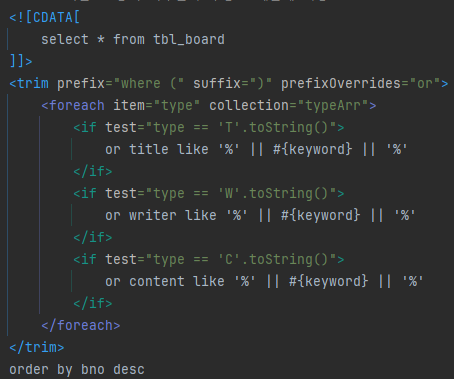 <![CDATA[
select * from tbl_board
]]>
<trim prefix="where (" suffix=")" prefixOverrides="or">
<foreach item="type" collection="typeArr">
<if test="type == 'T'.toString()">
or title like '%' || #{keyword} || '%'
</if>
<if test="type == 'W'.toString()">
or writer like '%' || #{keyword} || '%'
</if>
<if test="type == 'C'.toString()">
or content like '%' || #{keyword} || '%'
</if>
</foreach>
</trim>
order by bno desc